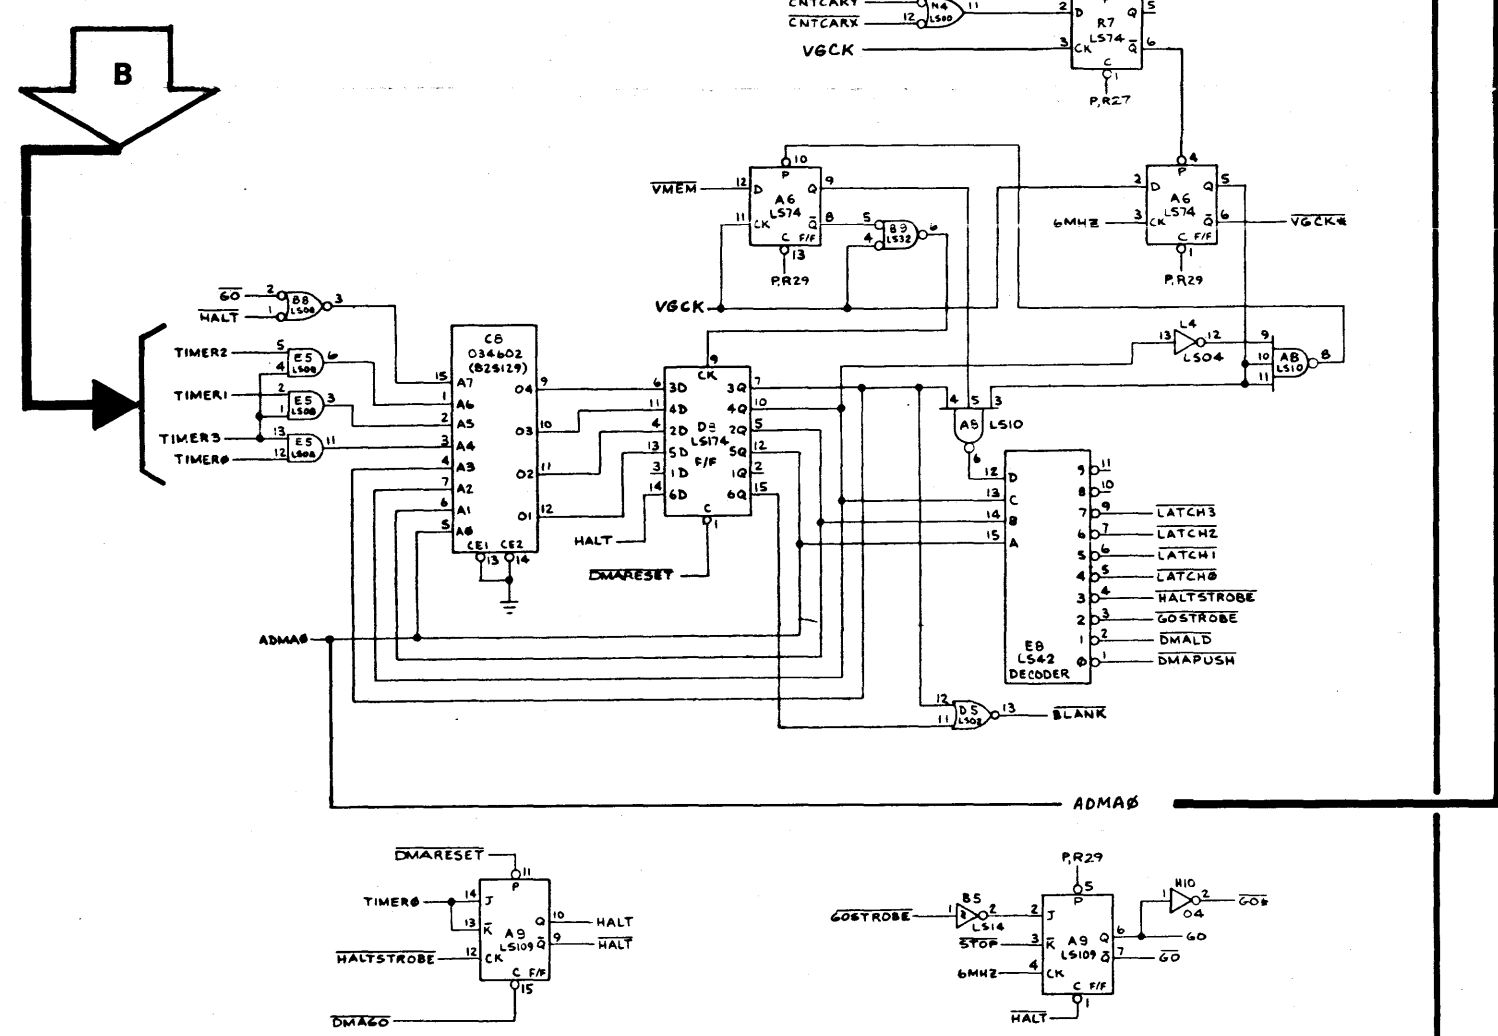 CNTCARY
CNTCARX
12
N4
LS00
11
2 D
Q 5
R7
LS74
VGCK
3 CK
Q 6
C
1
P,R27
B
10
P
4
P
VMEM
12 D
Q 9
A6
LS74
11 CK
Q 8
C F/F
13
P,R29
5
4
B9
LS32
6
2 D
Q 5
A6
LS74
6MHZ
3 CK
Q 6
VGCK*
C F/F
1
P,R29
GO
2
HALT
1
B8
LS08
3
VGCK
TIMER2
5
4
E5
LS08
6
TIMER1
2
1
E5
LS08
3
TIMER3
13
TIMER0
12
E5
LS08
11
C8
034602
(82S129)
15 A7
1 A6
2 A5
3 A4
4 A3
7 A2
6 A1
5 A0
O4 9
O3 10
O2 11
O1 12
CE1 CE2
13 14
9
CK
6 3D
11 4D
4 2D
13 5D
3 1D
14 6D
D8
LS174
F/F
3Q 7
4Q 10
2Q 5
5Q 12
1Q 2
6Q 15
C
1
HALT
DMARESET
13
L4
12
LS04
9
10
11
A8
LS10
8
4 5 3
A8
LS10
6
12 D
13 C
14 B
15 A
9 11
8 10
7 9 LATCH3
6 7 LATCH2
5 6 LATCH1
4 5 LATCH0
3 4 HALTSTROBE
2 3 GOSTROBE
1 2 DMALD
0 1 DMAPUSH
E8
LS42
DECODER
ADMA0
12
11
D5
LS02
13
BLANK
ADMA0
DMARESET
11
P
TIMER0
14 J
13 K
A9
LS109
HALTSTROBE
12 CK
Q 10 HALT
Q 9 HALT
C F/F
15
DMAGO
P,R29
5
P
GOSTROBE
1
B5
2
LS14
2 J
STOP
3 K
A9
LS109
6MHZ
4 CK
Q 6 GO
Q 7 GO
C F/F
1
HALT
H10
1
2
04
GO*